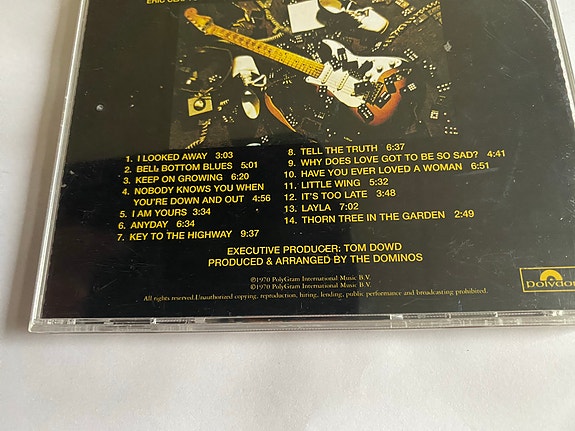 1. I LOOKED AWAY 3:03
2. BELL BOTTOM BLUES 5:01
3. KEEP ON GROWING 6:20
4. NOBODY KNOWS YOU WHEN
YOU'RE DOWN AND OUT 4:56
5. I AM YOURS 3:34
6. ANYDAY 6:34
7. KEY TO THE HIGHWAY 9:37
8. TELL THE TRUTH 6:37
9. WHY DOES LOVE GOT TO BE SO SAD? 4:41
10. HAVE YOU EVER LOVED A WOMAN 6:51
11. LITTLE WING 5:32
12. IT'S TOO LATE 3:48
13. LAYLA 7:02
14. THORN TREE IN THE GARDEN 2:49
EXECUTIVE PRODUCER: TOM DOWD
PRODUCED & ARRANGED BY THE DOMINOS
℗1970 PolyGram International Music B.V.
©1970 PolyGram International Music B.V.
All rights reserved.Unauthorized copying, reproduction, hiring, lending, public performance and broadcasting prohibited.
polydor